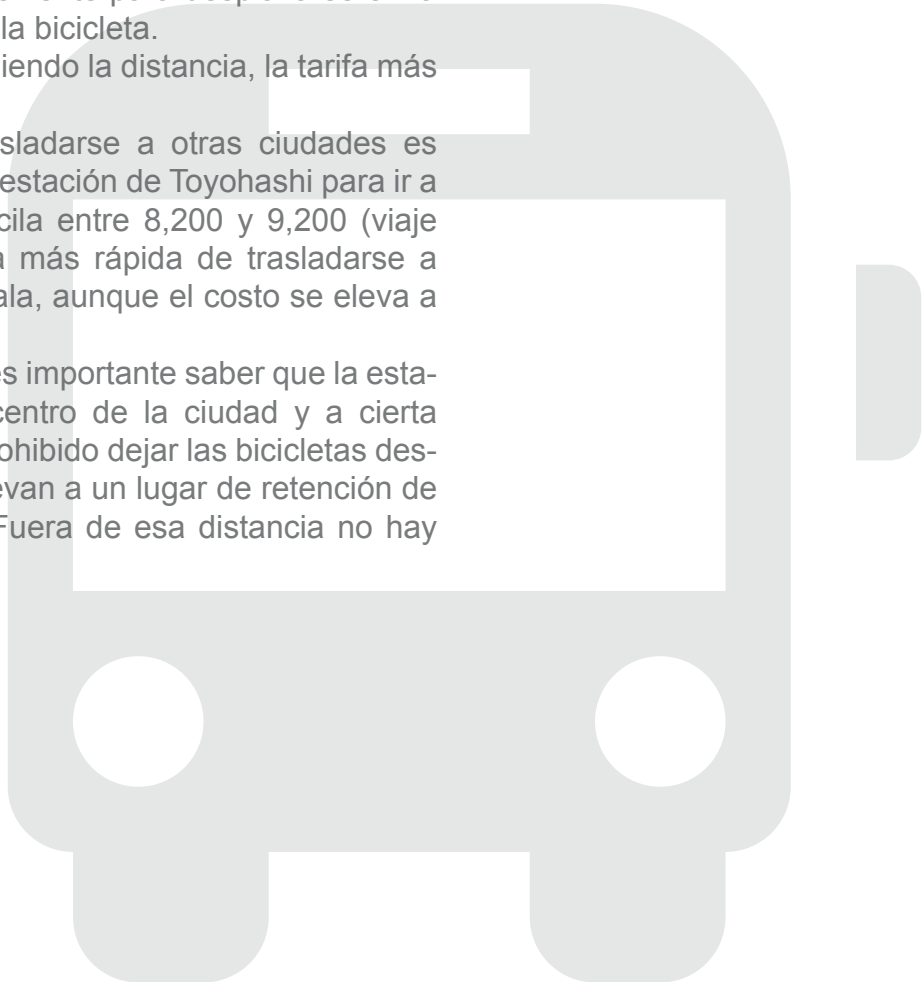 la bicicleta.
iendo la distancia, la tarifa más
sladarse a otras ciudades es
estación de Toyohashi para ir a
cila entre 8,200 y 9,200 (viaje
a más rápida de trasladarse a
ala, aunque el costo se eleva a
es importante saber que la esta-
centro de la ciudad y a cierta
ohibido dejar las bicicletas des-
evan a un lugar de retención de
Fuera de esa distancia no hay